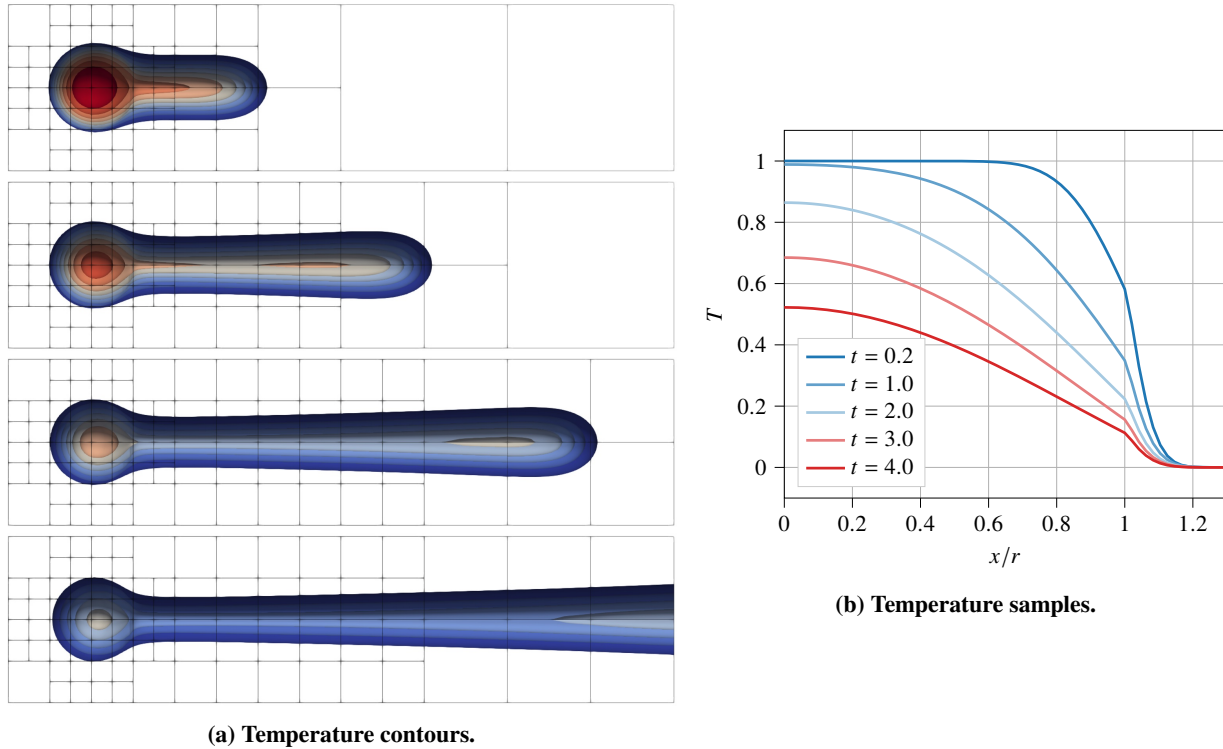 (a) Temperature contours.
1
0.8
0.6
0.4
0.2
0
T
t = 0.2
t = 1.0
t = 2.0
t = 3.0
t = 4.0
0 0.2 0.4 0.6 0.8 1 1.2
x/r
(b) Temperature samples.